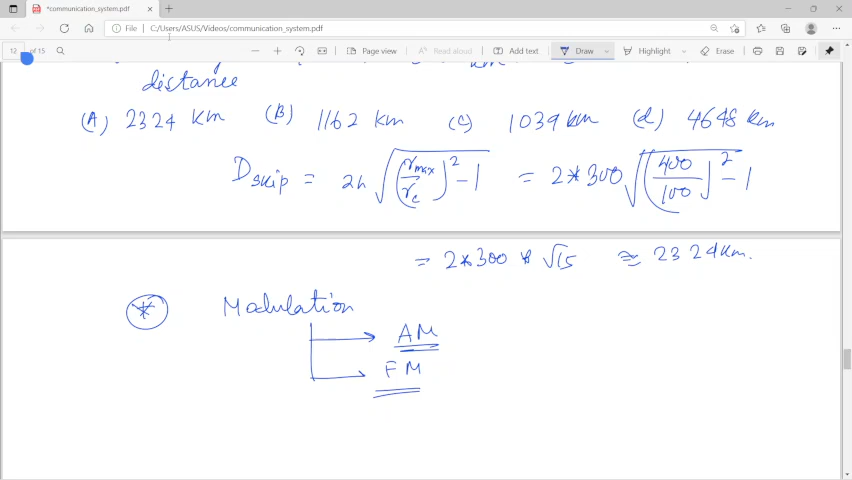 *communication_system.pdf
File C:/Users/ASUS/Videos/communication_system.pdf
12 of 15 Page view Read aloud Add text Draw Highlight Erase
distance
(A) 2324 km (B) 1162 km (c) 1039 km (d) 4648 km
Dskip = 2h √((νmax/νc)² − 1) = 2*300 √((400/100)² − 1
= 2*300 * √15 ≈ 2324 km.
* Modulation
AM
FM